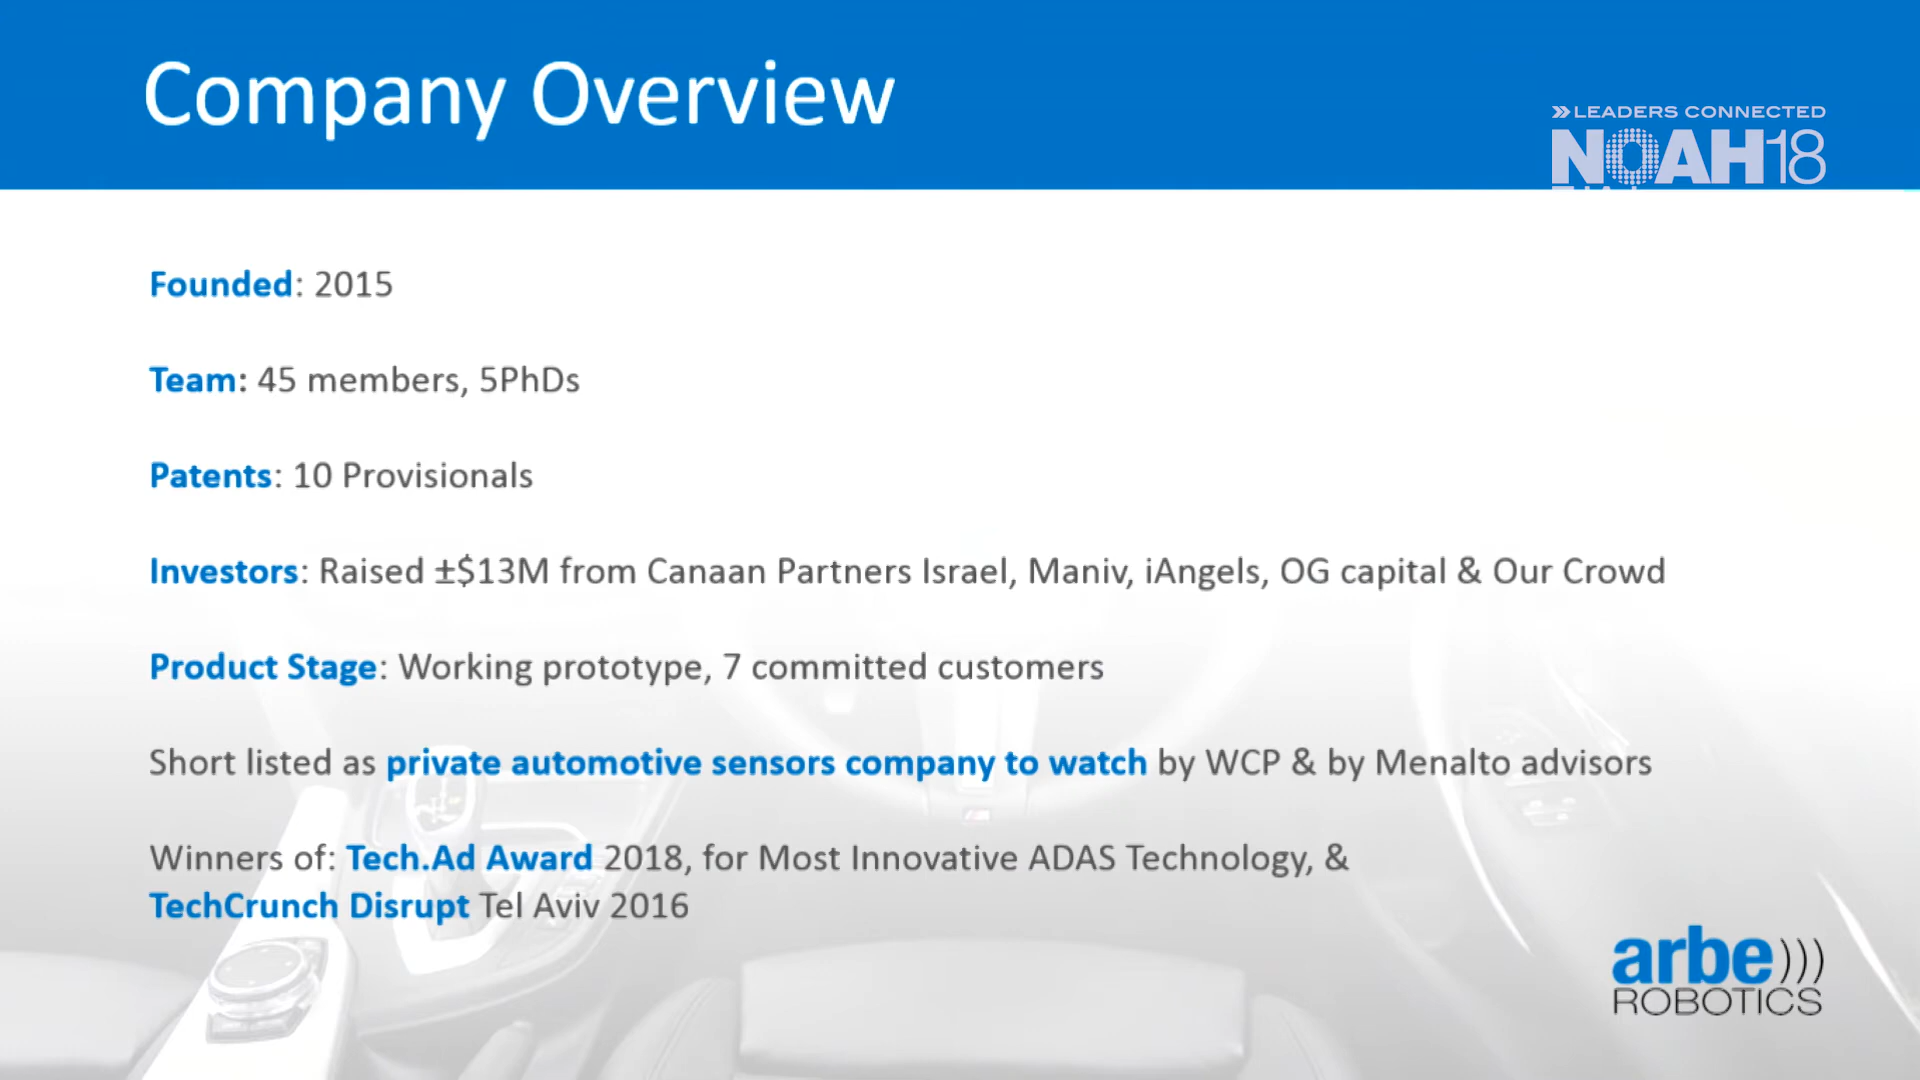 Company Overview
LEADERS CONNECTED
NOAH18
Founded: 2015
Team: 45 members, 5PhDs
Patents: 10 Provisionals
Investors: Raised ±$13M from Canaan Partners Israel, Maniv, iAngels, OG capital & Our Crowd
Product Stage: Working prototype, 7 committed customers
Short listed as private automotive sensors company to watch by WCP & by Menalto advisors
Winners of: Tech.Ad Award 2018, for Most Innovative ADAS Technology, &
TechCrunch Disrupt Tel Aviv 2016
arbe)))
ROBOTICS